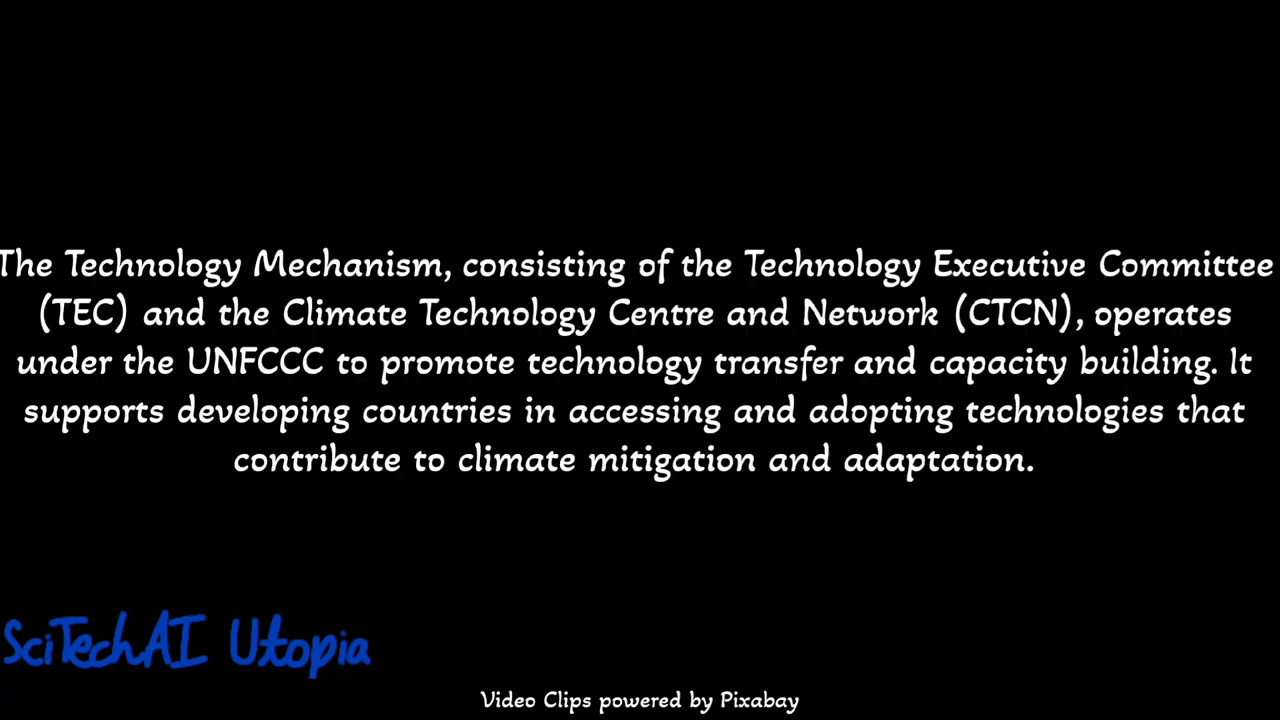 The Technology Mechanism, consisting of the Technology Executive Committee
(TEC) and the Climate Technology Centre and Network (CTCN), operates
under the UNFCCC to promote technology transfer and capacity building. It
supports developing countries in accessing and adopting technologies that
contribute to climate mitigation and adaptation.
SciTechAI Utopia
Video Clips powered by Pixabay